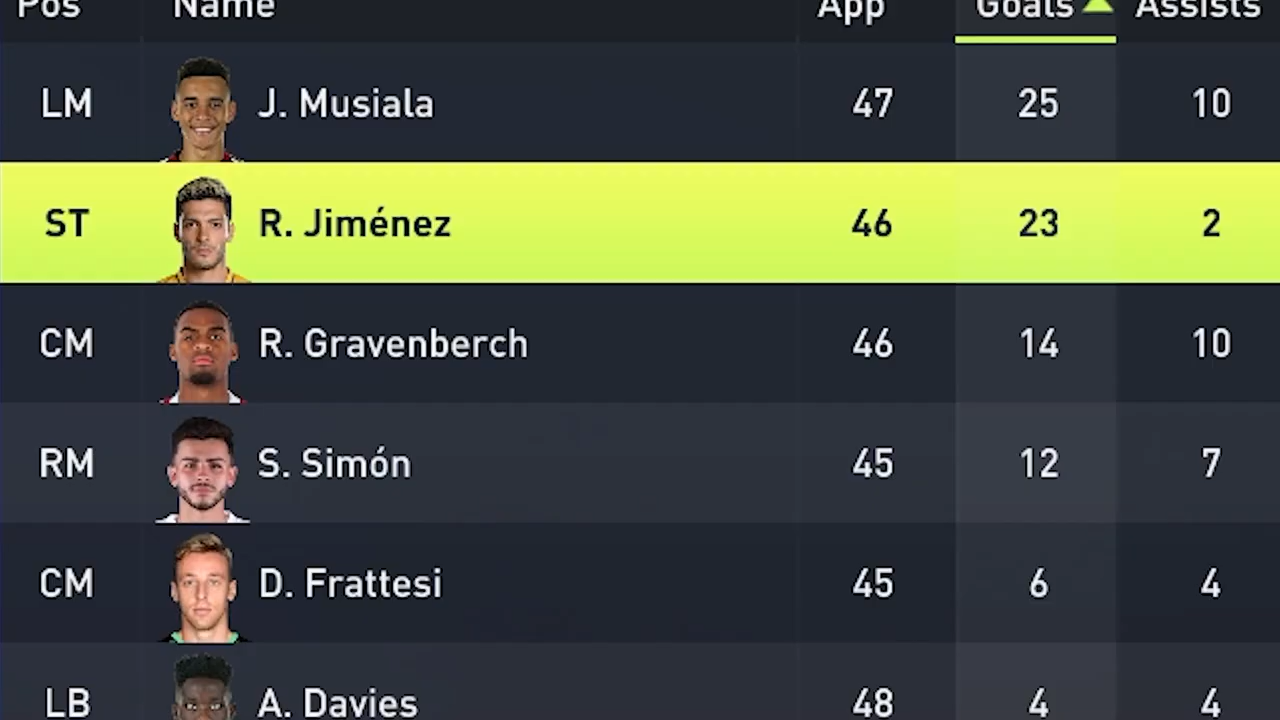 Pos Name App Goals Assists
LM J. Musiala 47 25 10
ST R. Jiménez 46 23 2
CM R. Gravenberch 46 14 10
RM S. Simón 45 12 7
CM D. Frattesi 45 6 4
LB A. Davies 48 4 4